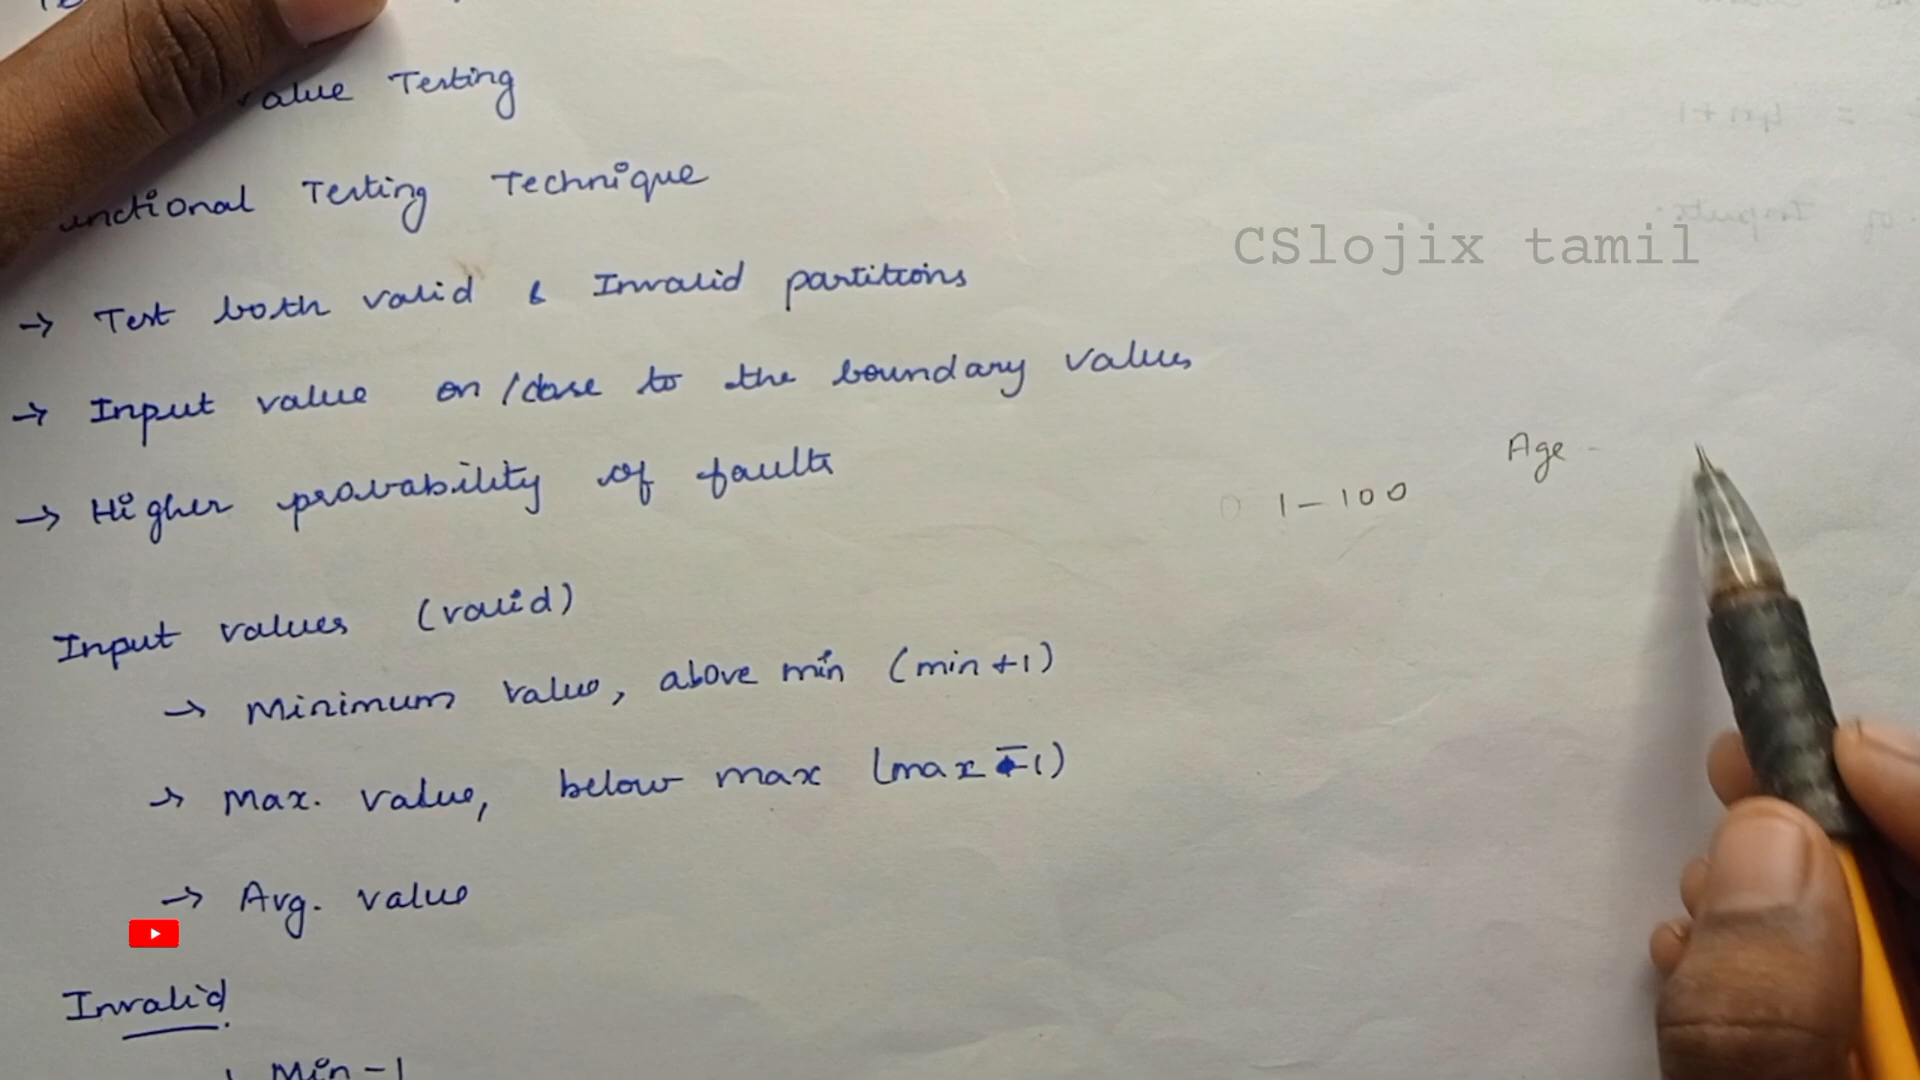 value Testing
unctional Testing Technique
CSlojix tamil
→ Test both valid & Invalid partitions
→ Input value on/close to the boundary values
→ Higher probability of faults
Age -
0 1-100
Input values (valid)
→ Minimum value, above min (min +1)
→ Max. value, below max (max -1)
→ Avg. value
Invalid
Min-1